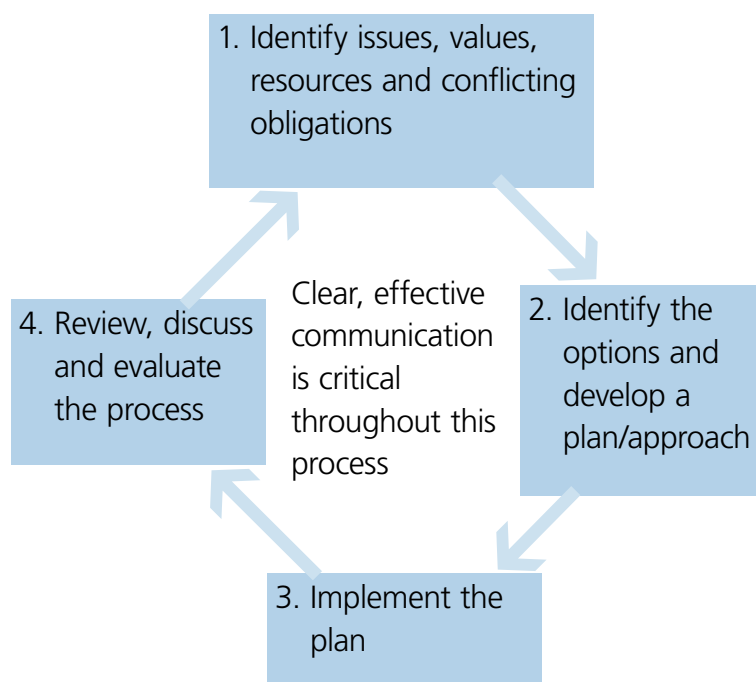 1. Identify issues, values,
resources and conflicting
obligations
2. Identify the
options and
develop a
plan/approach
3. Implement the
plan
4. Review, discuss
and evaluate
the process
Clear, effective
communication
is critical
throughout this
process